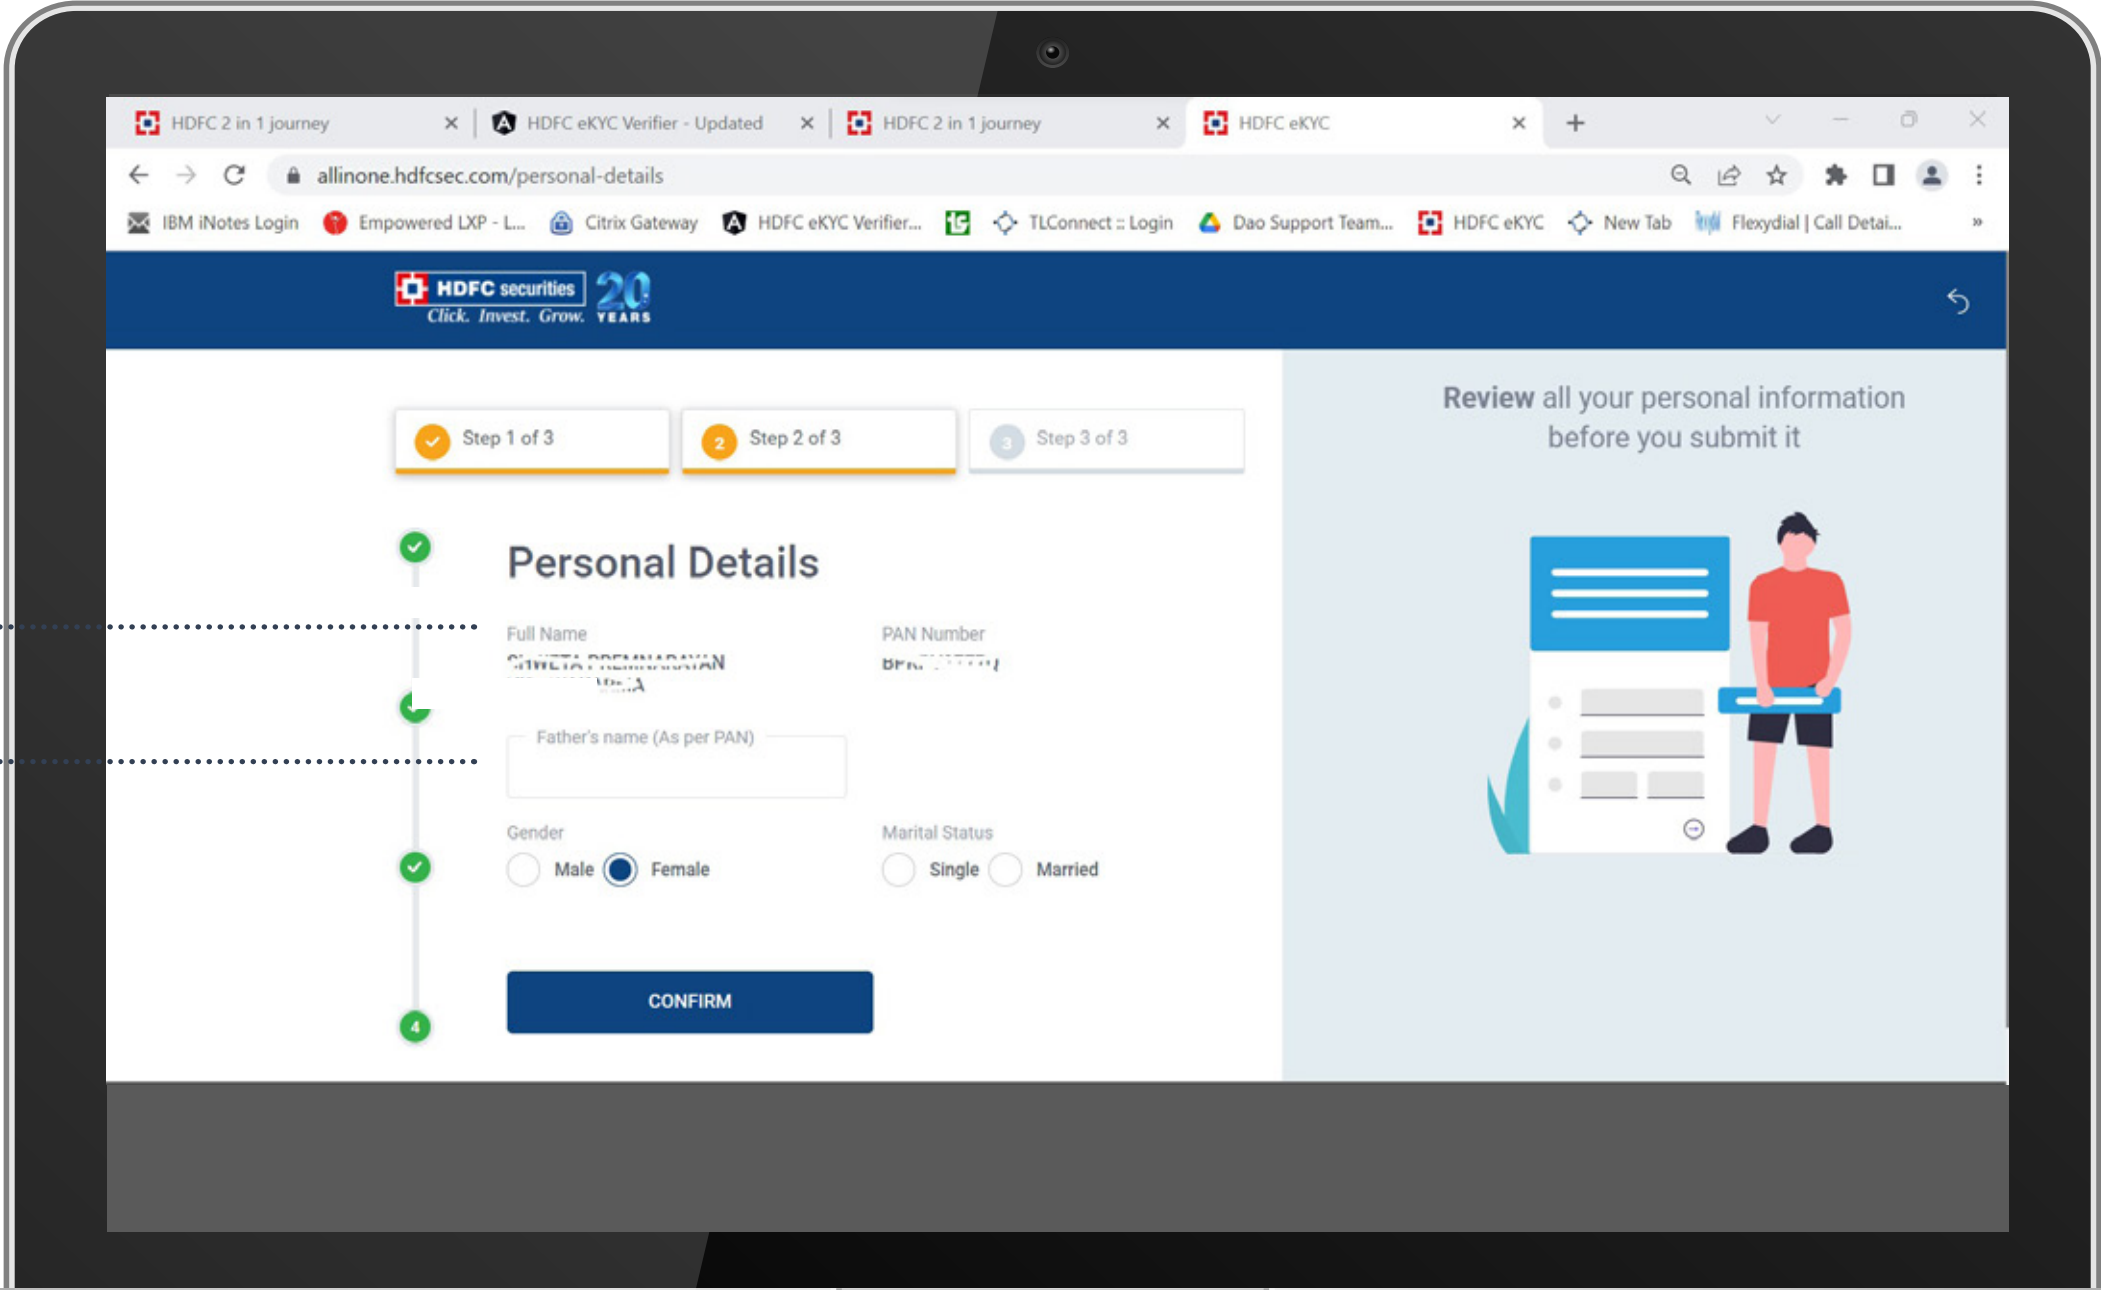 HDFC 2 in 1 journey
HDFC eKYC Verifier - Updated
HDFC 2 in 1 journey
HDFC eKYC
allinone.hdfcsec.com/personal-details
IBM iNotes Login
Empowered LXP - L...
Citrix Gateway
HDFC eKYC Verifier...
TLConnect :: Login
Dao Support Team...
HDFC eKYC
New Tab
Flexydial | Call Detai...
»
HDFC securities
Click. Invest. Grow.
20
YEARS
Step 1 of 3
2 Step 2 of 3
3 Step 3 of 3
Review all your personal information
before you submit it
Personal Details
Full Name
PAN Number
Father's name (As per PAN)
Gender
Marital Status
Male Female
Single Married
CONFIRM
4